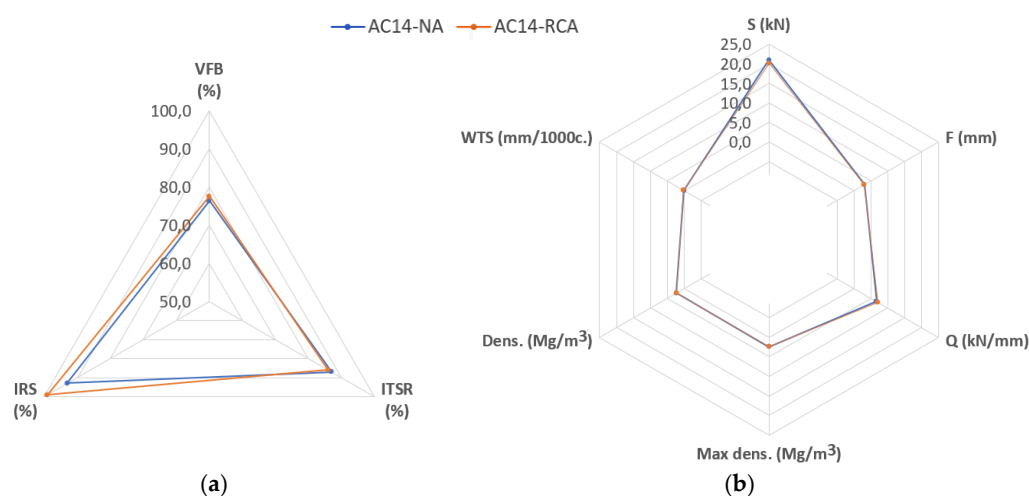 AC14-NA AC14-RCA
VFB
(%)
100,0
90,0
80,0
70,0
60,0
50,0
IRS
(%)
ITSR
(%)
(a)
S (kN)
25,0
20,0
15,0
10,0
5,0
0,0
WTS (mm/1000c.)
F (mm)
Dens. (Mg/m³)
Q (kN/mm)
Max dens. (Mg/m³)
(b)